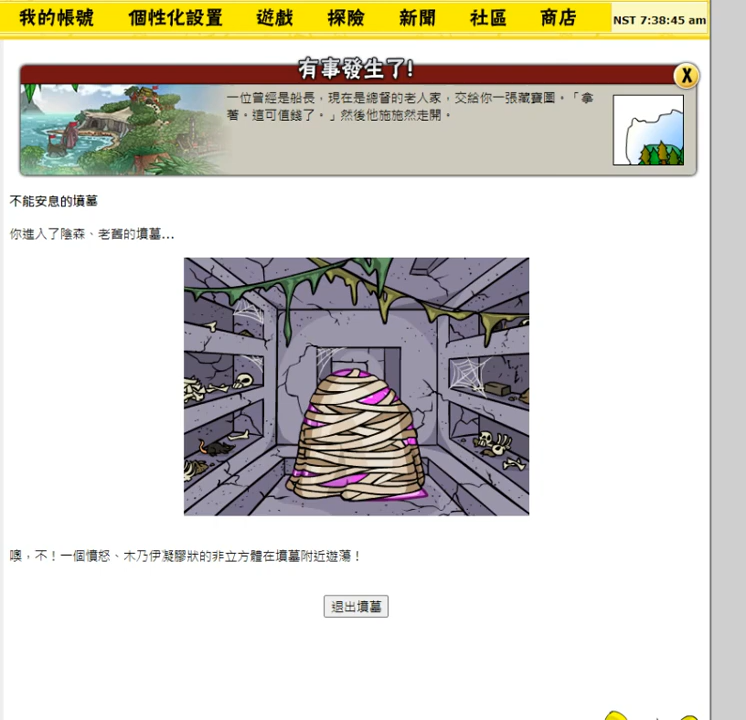 我的帳號 個性化設置 遊戲 探險 新聞 社區 商店 NST 7:38:45 am
有事發生了!
X
一位曾經是船長，現在是總督的老人家，交給你一張藏寶圖。「拿
著。這可值錢了。」然後他施施然走開。
不能安息的墳墓
你進入了陰森、老舊的墳墓...
噢，不！一個憤怒、木乃伊凝膠狀的非立方體在墳墓附近遊蕩！
退出墳墓